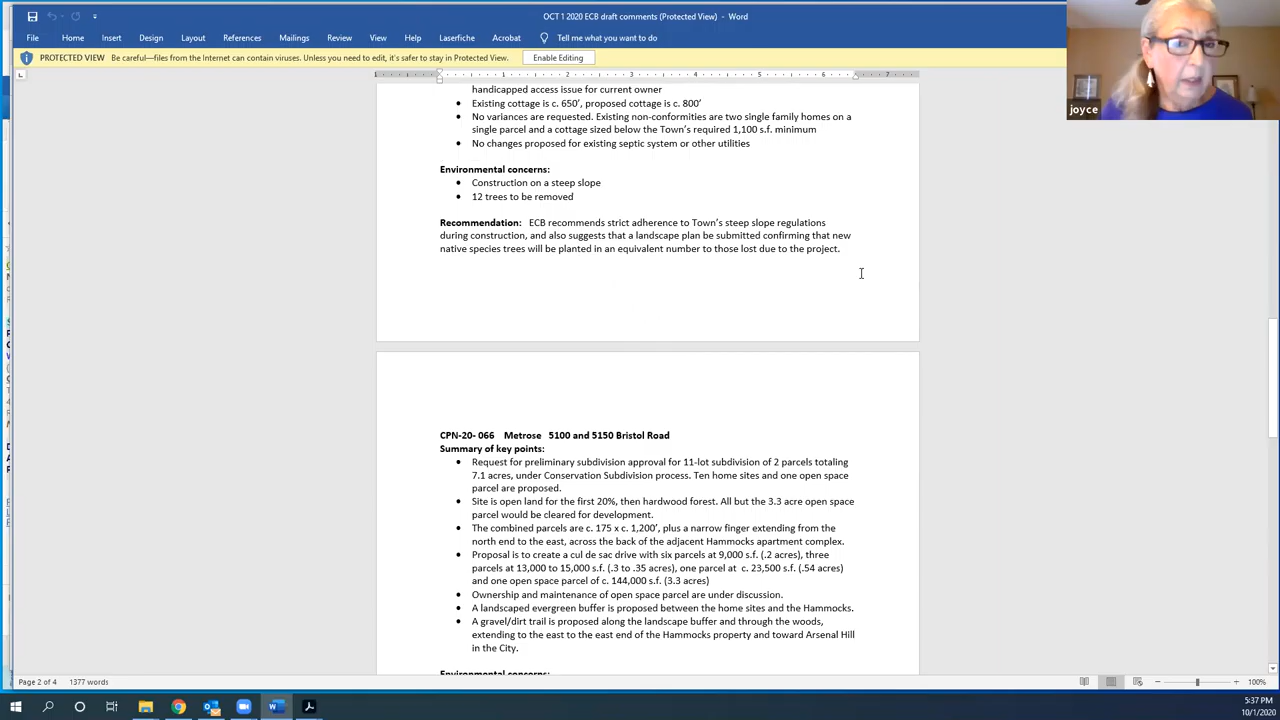 OCT 1 2020 ECB draft comments (Protected View) - Word
File Home Insert Design Layout References Mailings Review View Help Laserfiche Acrobat Tell me what you want to do
PROTECTED VIEW Be careful—files from the Internet can contain viruses. Unless you need to edit, it's safer to stay in Protected View. Enable Editing
joyce
1 1 2 3 4 5 6 7
handicapped access issue for current owner
• Existing cottage is c. 650’, proposed cottage is c. 800’
• No variances are requested. Existing non-conformities are two single family homes on a
single parcel and a cottage sized below the Town’s required 1,100 s.f. minimum
• No changes proposed for existing septic system or other utilities
Environmental concerns:
• Construction on a steep slope
• 12 trees to be removed
Recommendation: ECB recommends strict adherence to Town’s steep slope regulations
during construction, and also suggests that a landscape plan be submitted confirming that new
native species trees will be planted in an equivalent number to those lost due to the project.
CPN-20- 066 Metrose 5100 and 5150 Bristol Road
Summary of key points:
• Request for preliminary subdivision approval for 11-lot subdivision of 2 parcels totaling
7.1 acres, under Conservation Subdivision process. Ten home sites and one open space
parcel are proposed.
• Site is open land for the first 20%, then hardwood forest. All but the 3.3 acre open space
parcel would be cleared for development.
• The combined parcels are c. 175 x c. 1,200’, plus a narrow finger extending from the
north end to the east, across the back of the adjacent Hammocks apartment complex.
• Proposal is to create a cul de sac drive with six parcels at 9,000 s.f. (.2 acres), three
parcels at 13,000 to 15,000 s.f. (.3 to .35 acres), one parcel at c. 23,500 s.f. (.54 acres)
and one open space parcel of c. 144,000 s.f. (3.3 acres)
• Ownership and maintenance of open space parcel are under discussion.
• A landscaped evergreen buffer is proposed between the home sites and the Hammocks.
• A gravel/dirt trail is proposed along the landscape buffer and through the woods,
extending to the east to the east end of the Hammocks property and toward Arsenal Hill
in the City.
Environmental concerns:
Page 2 of 4 1377 words 100%
5:37 PM
10/1/2020